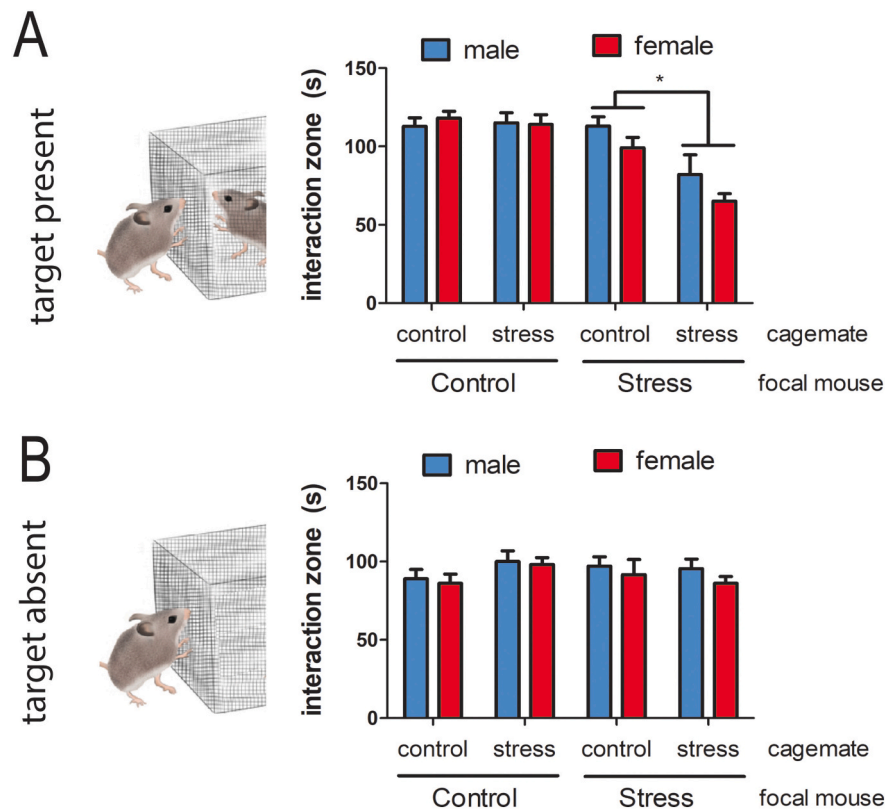 A
target present
male female
interaction zone (s)
150
100
50
0
*
control stress control stress cagemate
Control Stress focal mouse
B
target absent
male female
interaction zone (s)
150
100
50
0
control stress control stress cagemate
Control Stress focal mouse